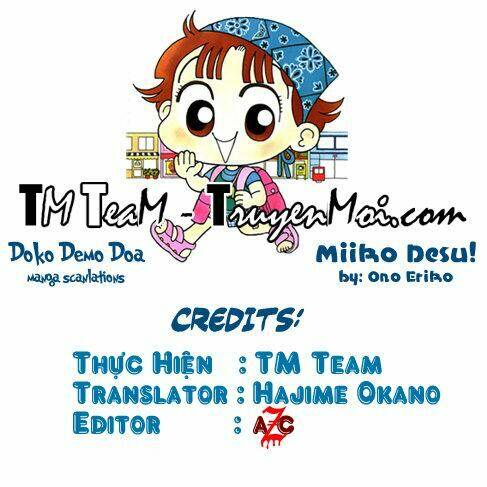 TM TeaM - TruyenMoi.com
Doko Demo Doa
manga scanlations
Miiko Desu!
by: Ono Eriko
CREDITS:
Thực Hiện : TM Team
Translator : Hajime Okano
Editor : AZC